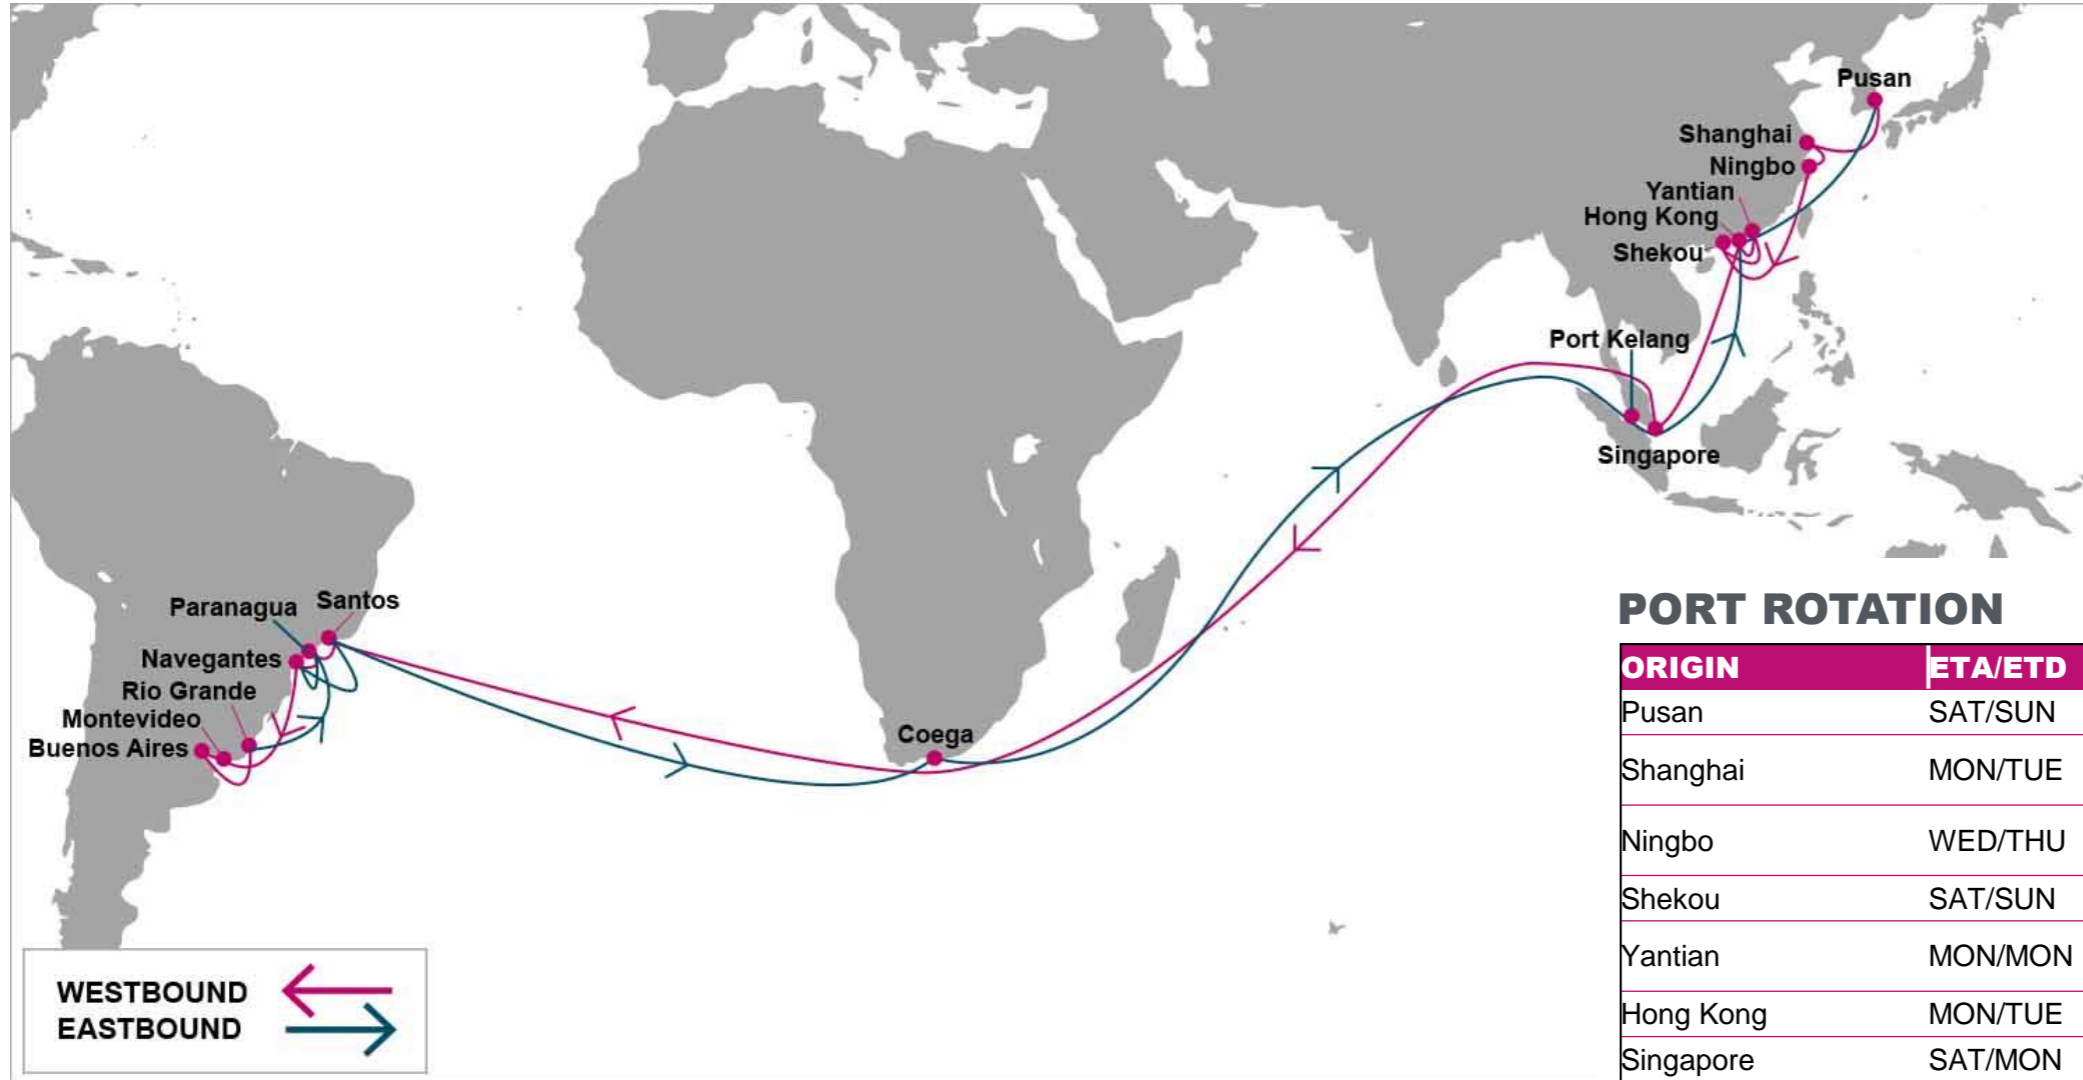 Pusan
Shanghai
Ningbo
Yantian
Hong Kong
Shekou
Port Kelang
Singapore
Paranagua
Santos
Navegantes
Rio Grande
Montevideo
Buenos Aires
Coega
WESTBOUND
EASTBOUND
PORT ROTATION
ORIGIN ETA/ETD
Pusan SAT/SUN
Shanghai MON/TUE
Ningbo WED/THU
Shekou SAT/SUN
Yantian MON/MON
Hong Kong MON/TUE
Singapore SAT/MON